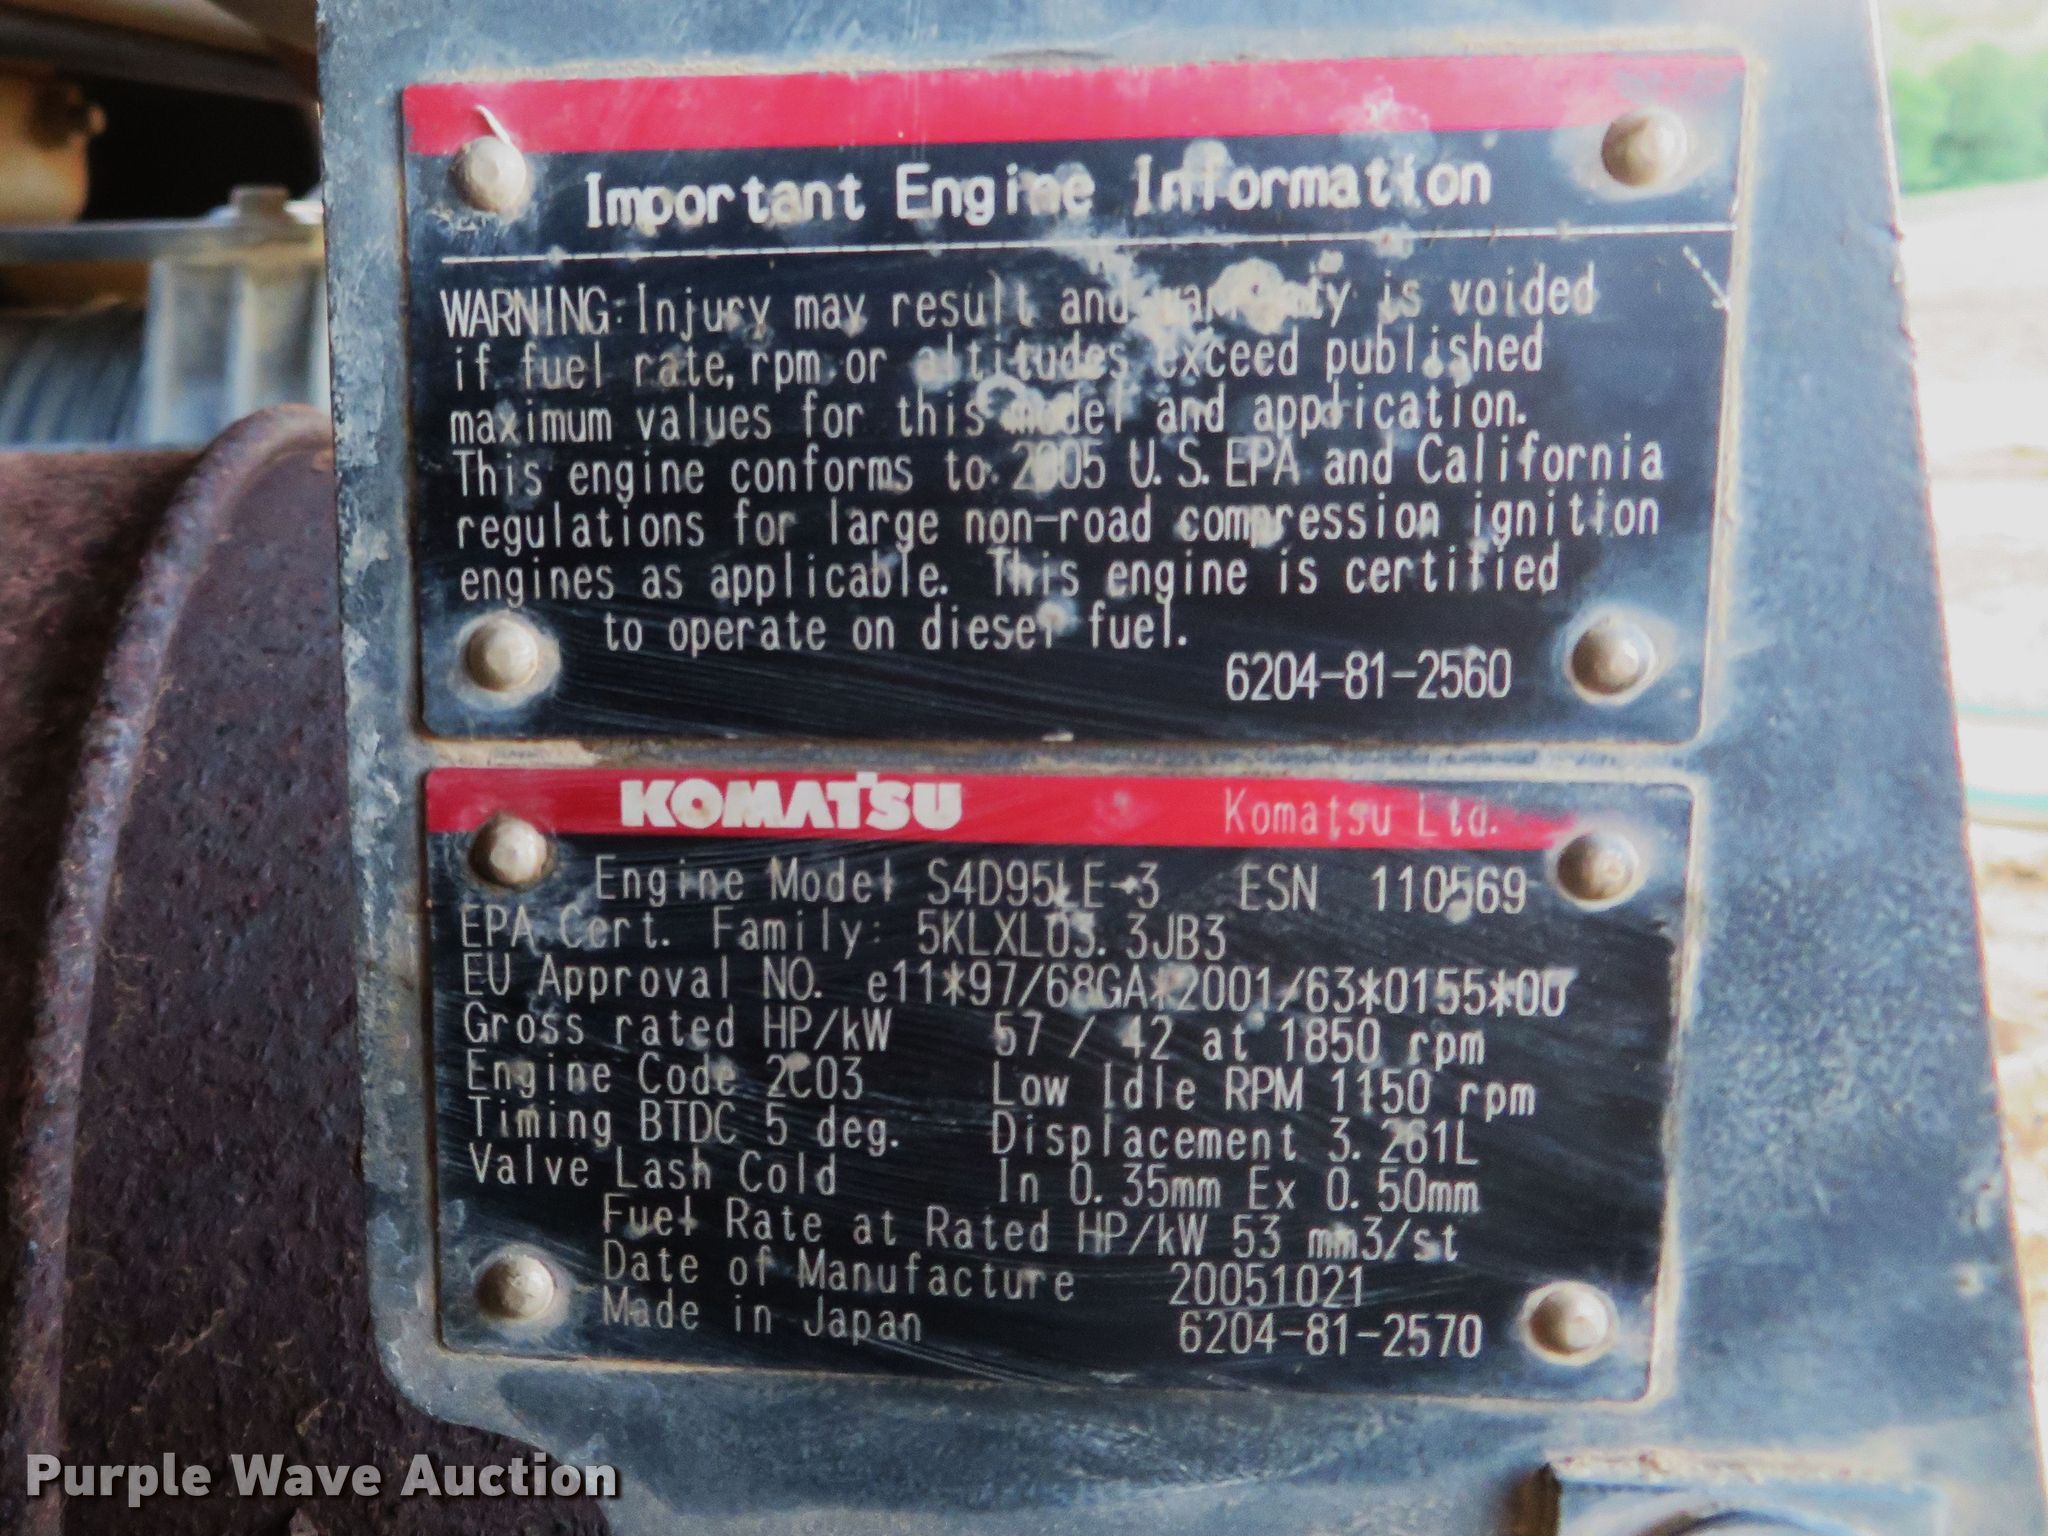 Important Engine Information
WARNING: Injury may result and warranty is voided
if fuel rate, rpm or altitudes exceed published
maximum values for this model and application.
This engine conforms to 2005 U.S. EPA and California
regulations for large non-road compression ignition
engines as applicable. This engine is certified
to operate on diesel fuel.
6204-81-2560
KOMATSU Komatsu Ltd.
Engine Model S4D95LE-3 ESN 110569
EPA Cert. Family: 5KLXL03.3JB3
EU Approval NO. e11*97/68GA*2001/63*0155*00
Gross rated HP/kW 57 / 42 at 1850 rpm
Engine Code 2C03 Low Idle RPM 1150 rpm
Timing BTDC 5 deg. Displacement 3.261L
Valve Lash Cold In 0.35mm Ex 0.50mm
Fuel Rate at Rated HP/kW 53 mm3/st
Date of Manufacture 20051021
Made in Japan 6204-81-2570
Purple Wave Auction